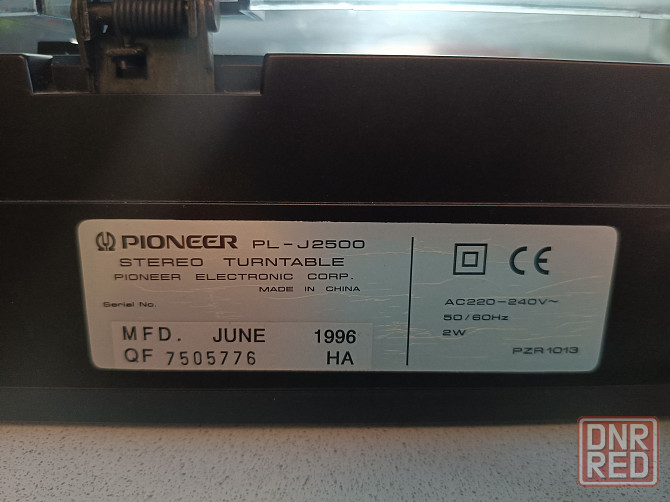 PIONEER PL-J2500
STEREO TURNTABLE
PIONEER ELECTRONIC CORP.
MADE IN CHINA
Serial No.
MFD. JUNE 1996
QF 7505776 HA
CE
AC220-240V~
50/60Hz
2W
PZR1013
DNR
RED